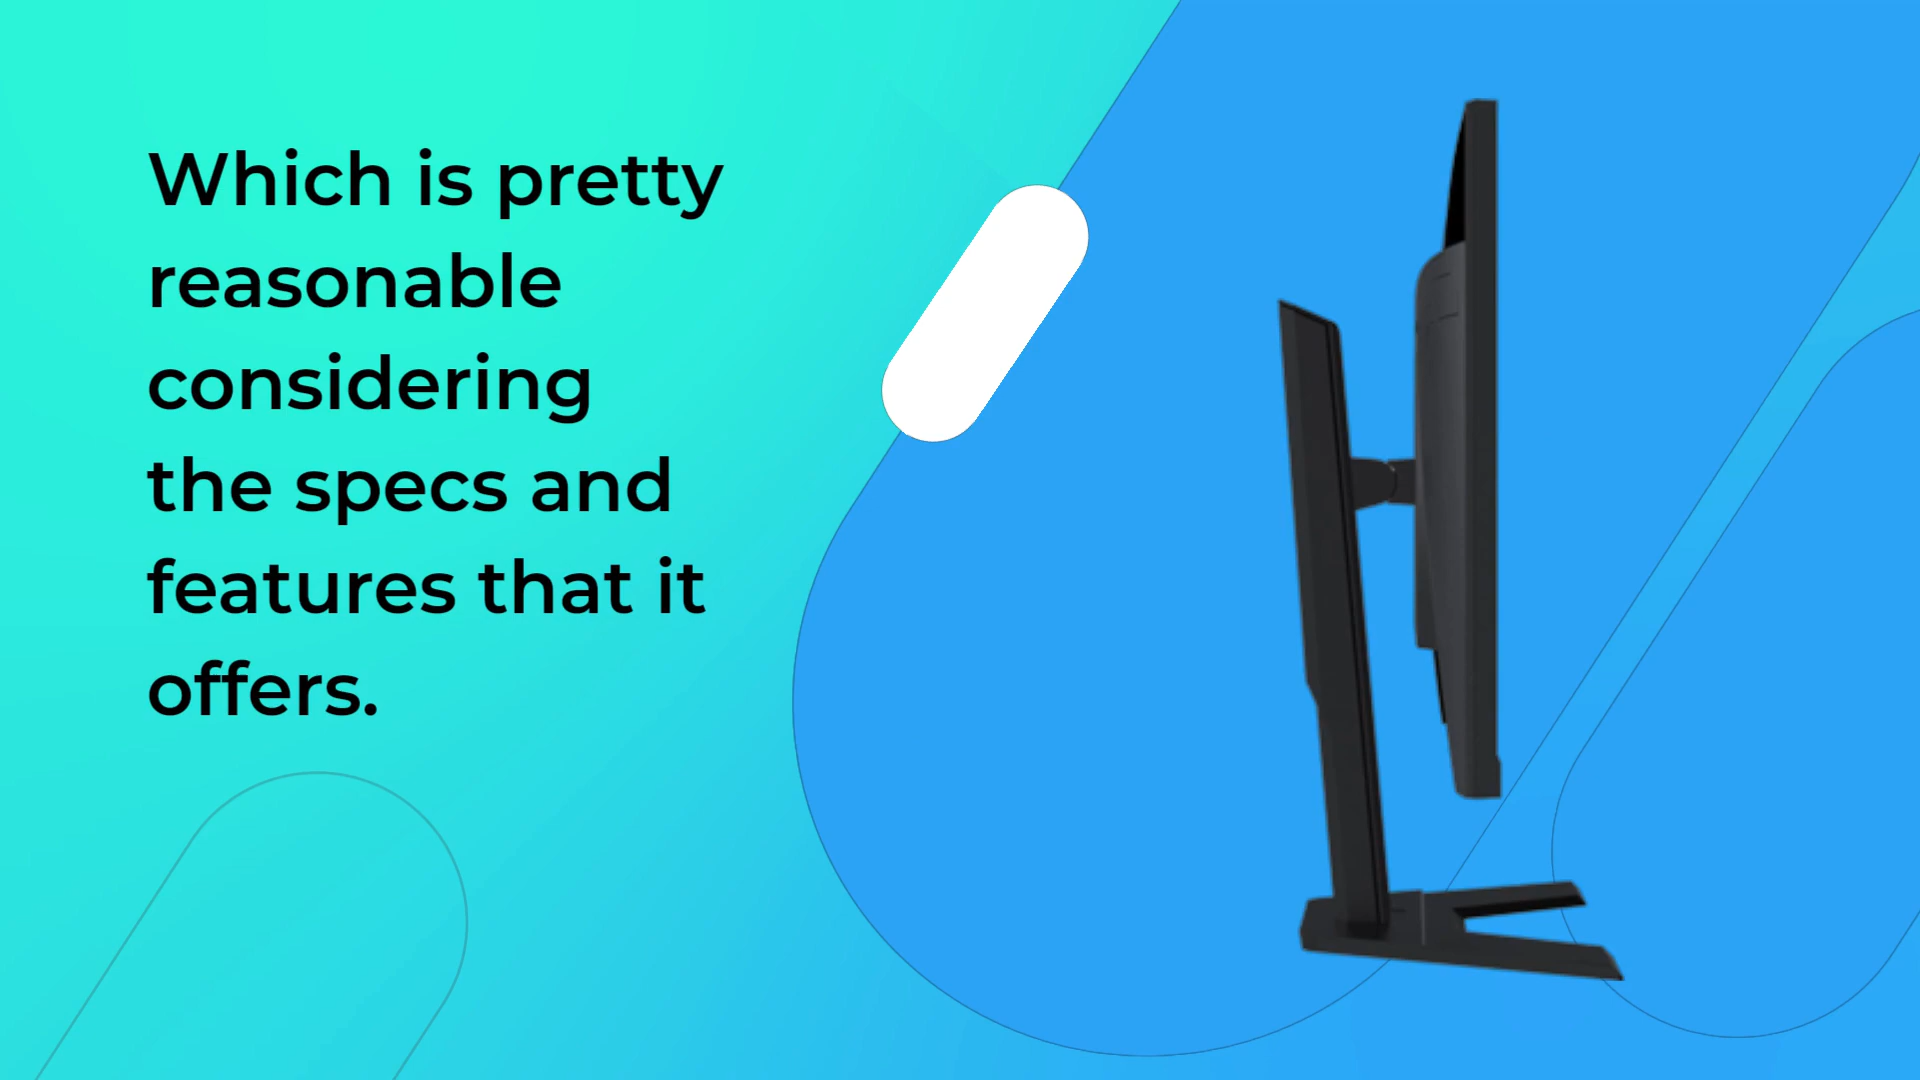 Which is pretty
reasonable
considering
the specs and
features that it
offers.